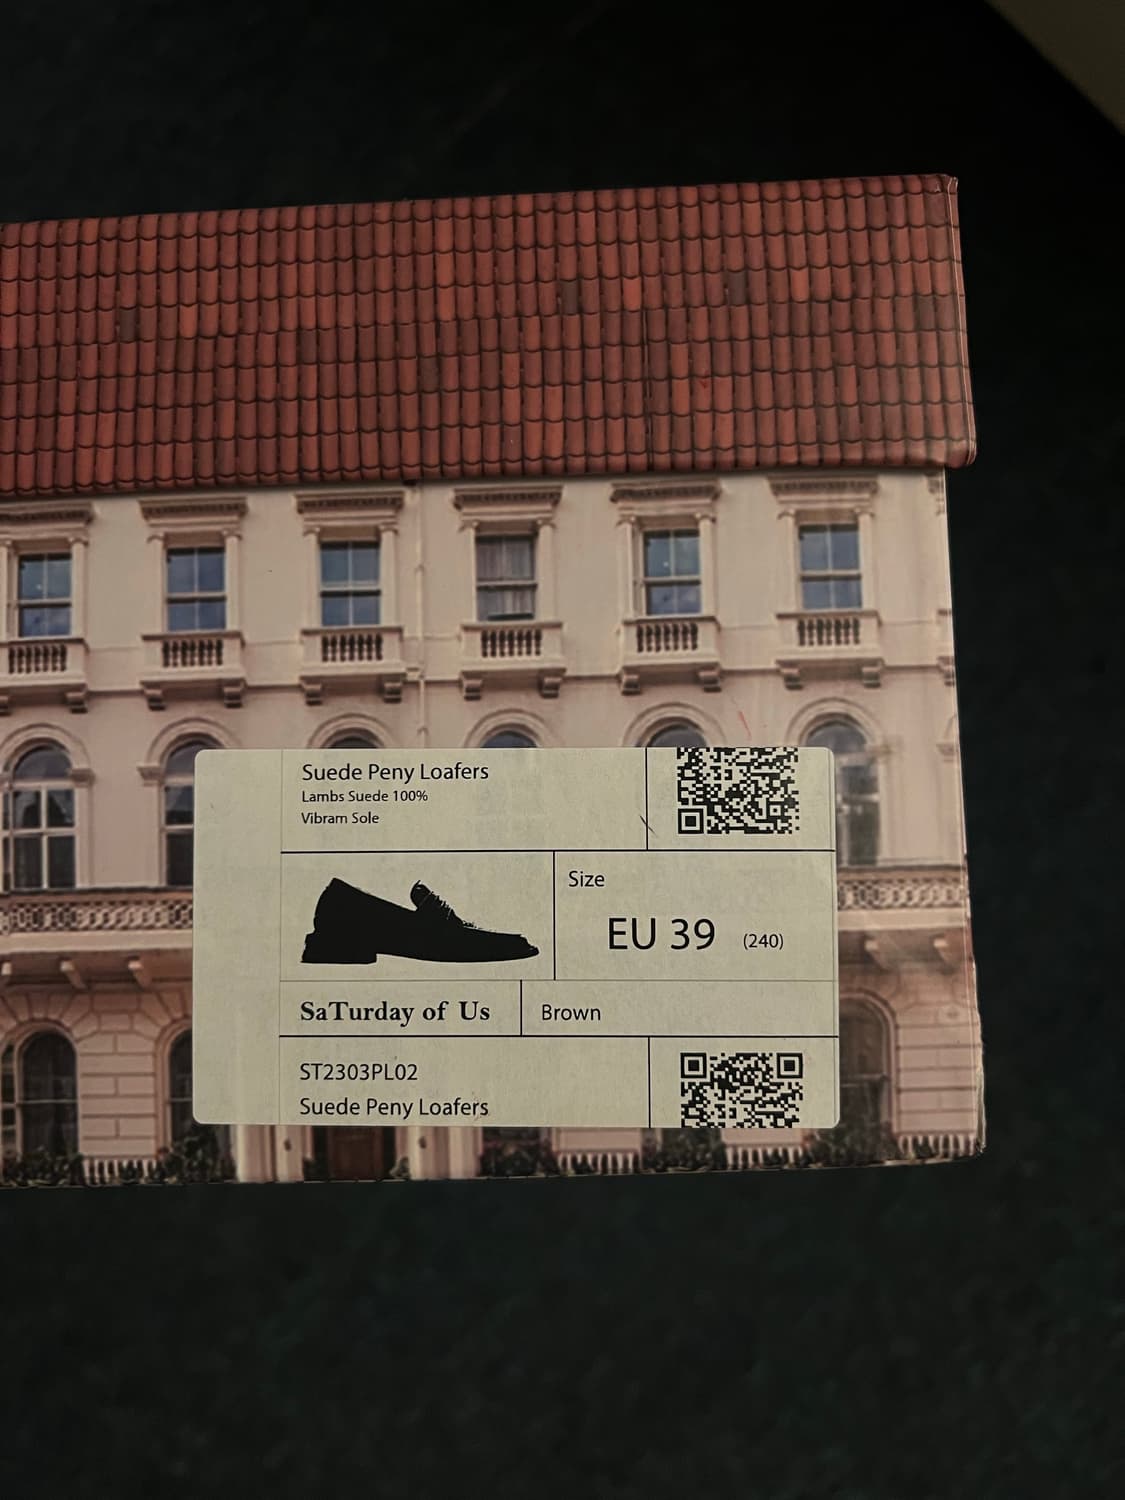 Suede Peny Loafers
Lambs Suede 100%
Vibram Sole
Size
EU 39 (240)
SaTurday of Us
Brown
ST2303PL02
Suede Peny Loafers